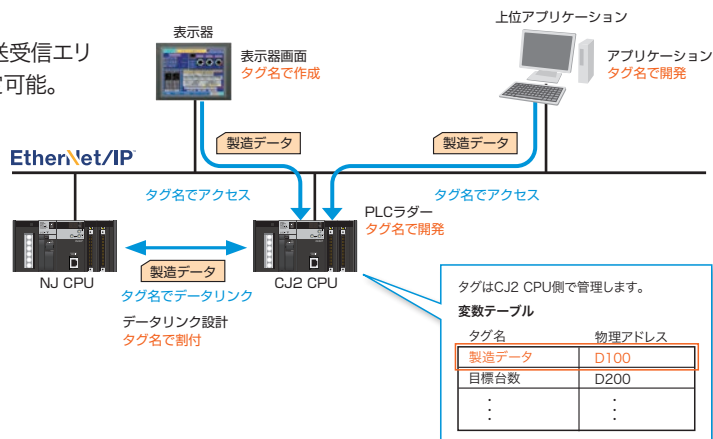 送受信エリ
定可能。
表示器
表示器画面
タグ名で作成
上位アプリケーション
アプリケーション
タグ名で開発
製造データ
製造データ
EtherNet/IP
タグ名でアクセス
タグ名でアクセス
PLCラダー
タグ名で開発
NJ CPU
製造データ
CJ2 CPU
タグ名でデータリンク
データリンク設計
タグ名で割付
タグはCJ2 CPU側で管理します。
変数テーブル
タグ名 物理アドレス
製造データ D100
目標台数 D200
: :